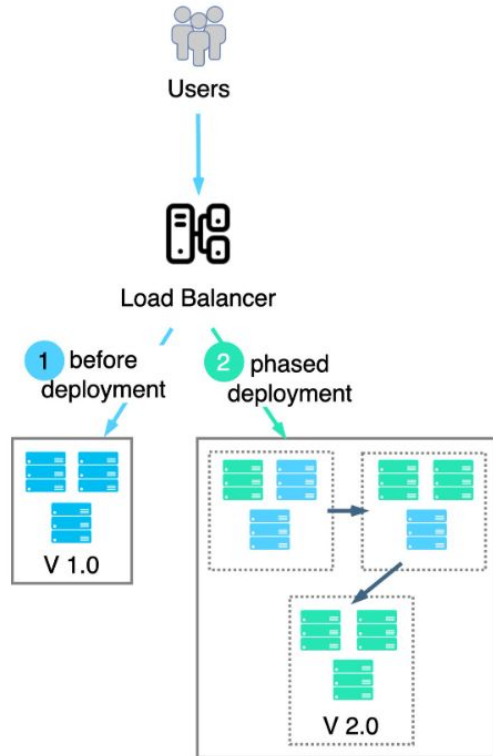 Users
Load Balancer
1 before
deployment
2 phased
deployment
V 1.0
V 2.0